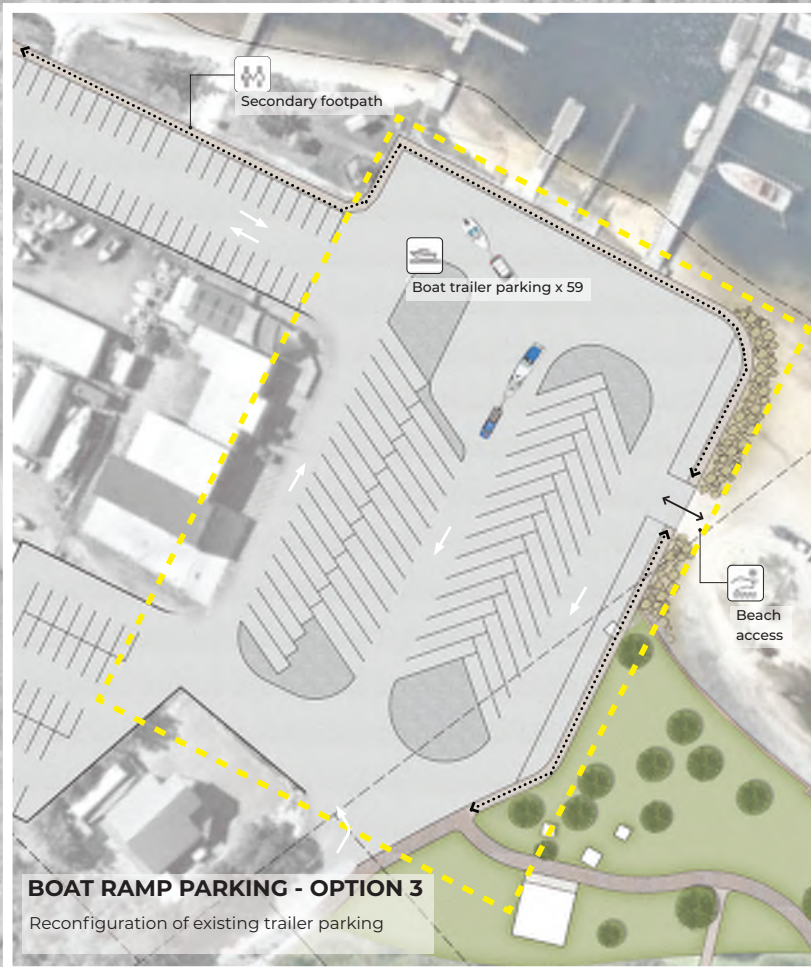 Secondary footpath
Boat trailer parking x 59
Beach
access
BOAT RAMP PARKING - OPTION 3
Reconfiguration of existing trailer parking